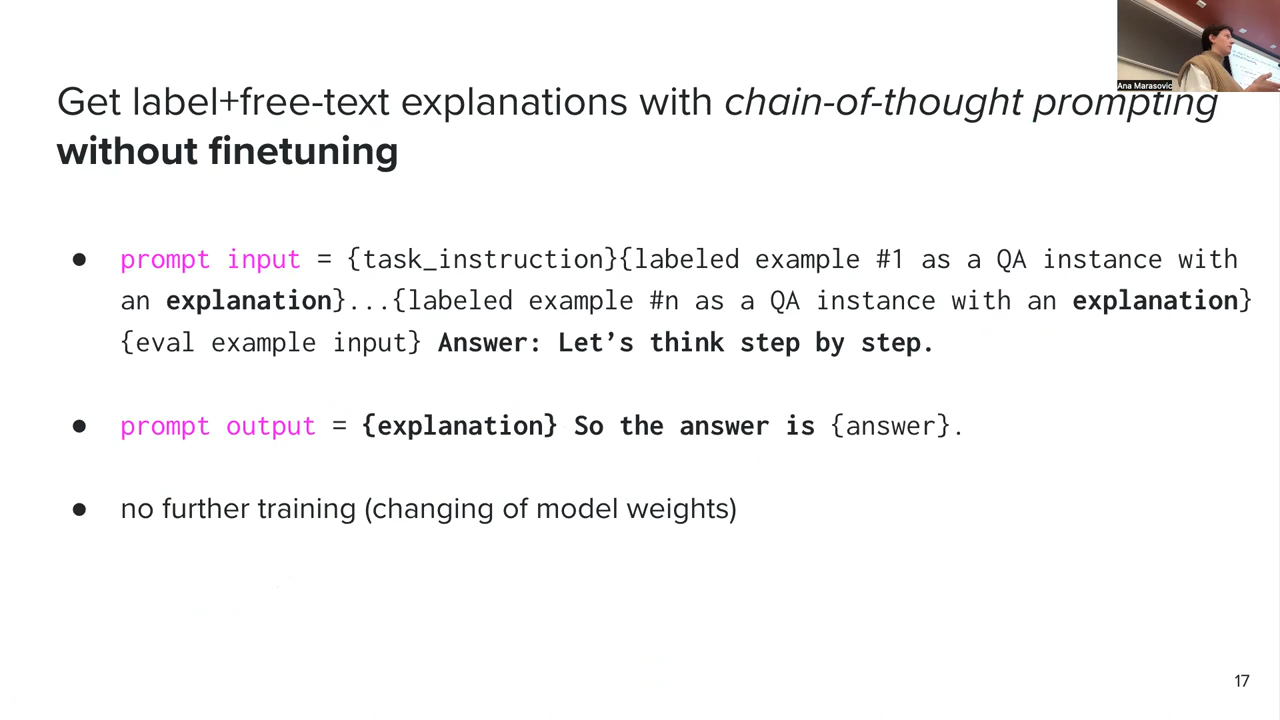 Ana Marasovic
Get label+free-text explanations with chain-of-thought prompting
without finetuning
● prompt input = {task_instruction}{labeled example #1 as a QA instance with
an explanation}...{labeled example #n as a QA instance with an explanation}
{eval example input} Answer: Let’s think step by step.
● prompt output = {explanation} So the answer is {answer}.
● no further training (changing of model weights)
17